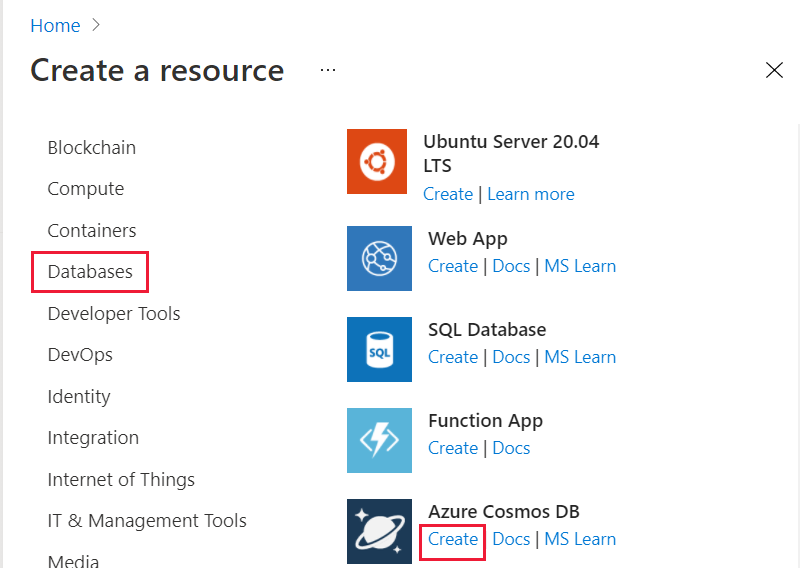 Home >
Create a resource ...
Blockchain
Compute
Containers
Databases
Developer Tools
DevOps
Identity
Integration
Internet of Things
IT & Management Tools
Media
Ubuntu Server 20.04
LTS
Create | Learn more
Web App
Create | Docs | MS Learn
SQL
SQL Database
Create | Docs | MS Learn
Function App
Create | Docs
Azure Cosmos DB
Create | Docs | MS Learn